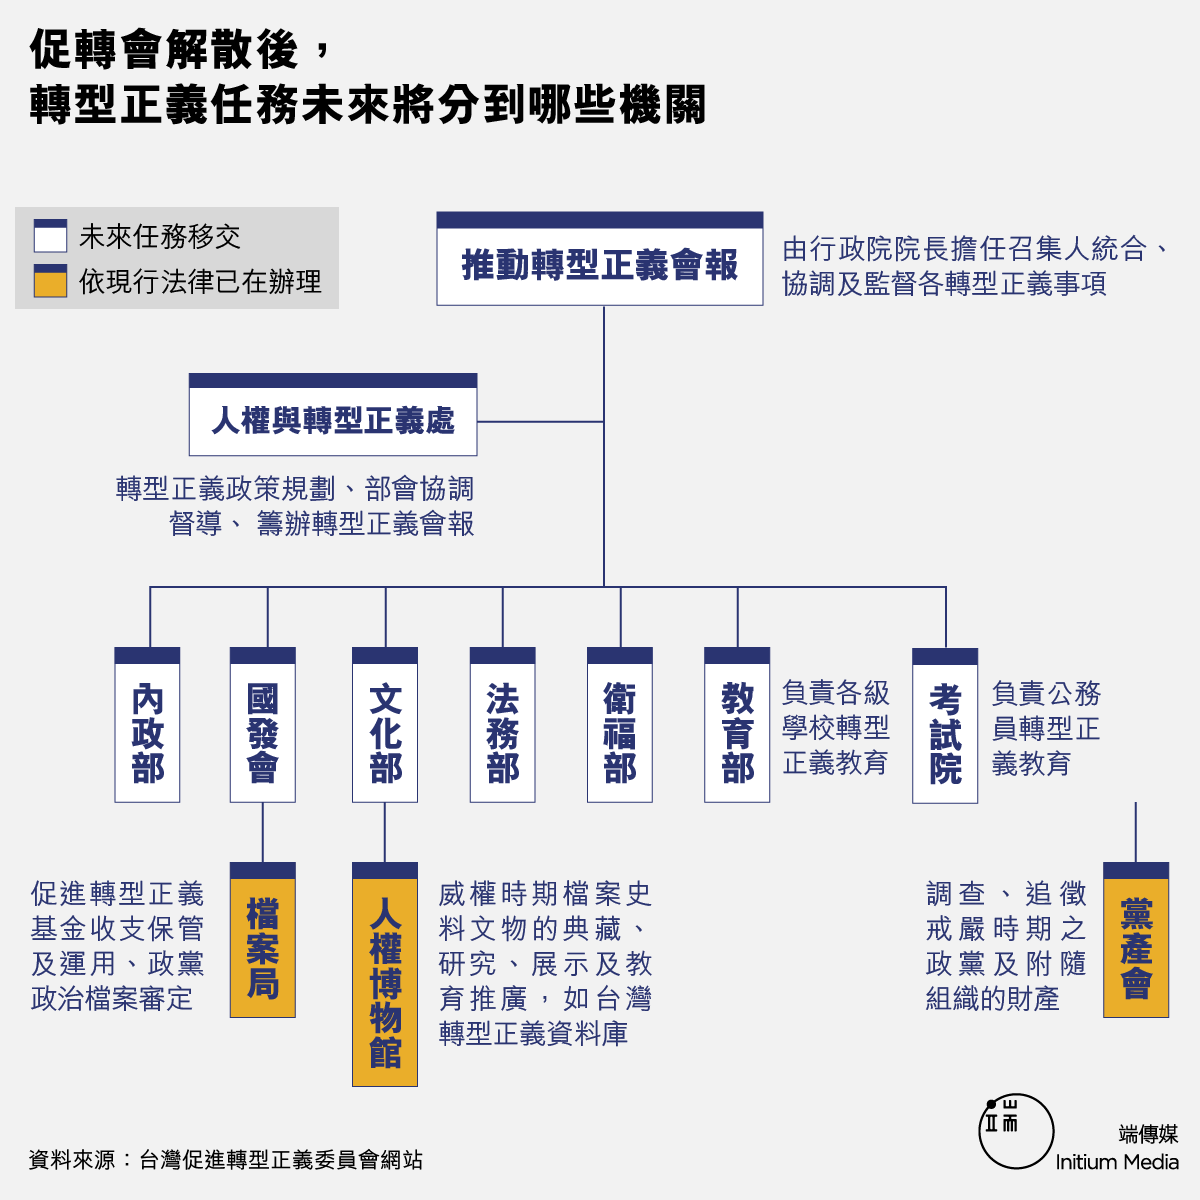 促轉會解散後，
轉型正義任務未來將分到哪些機關
未來任務移交
依現行法律已在辦理
推動轉型正義會報
由行政院院長擔任召集人統合、
協調及監督各轉型正義事項
人權與轉型正義處
轉型正義政策規劃、部會協調
督導、 籌辦轉型正義會報
內政部
國發會
文化部
法務部
衛福部
教育部
負責各級
學校轉型
正義教育
考試院
負責公務
員轉型正
義教育
促進轉型正義
基金收支保管
及運用、政黨
政治檔案審定
檔案局
人權博物館
威權時期檔案史
料文物的典藏、
研究、展示及教
育推廣，如台灣
轉型正義資料庫
調查、追徵
戒嚴時期之
政黨及附隨
組織的財產
黨產會
資料來源：台灣促進轉型正義委員會網站
端
端傳媒
Initium Media